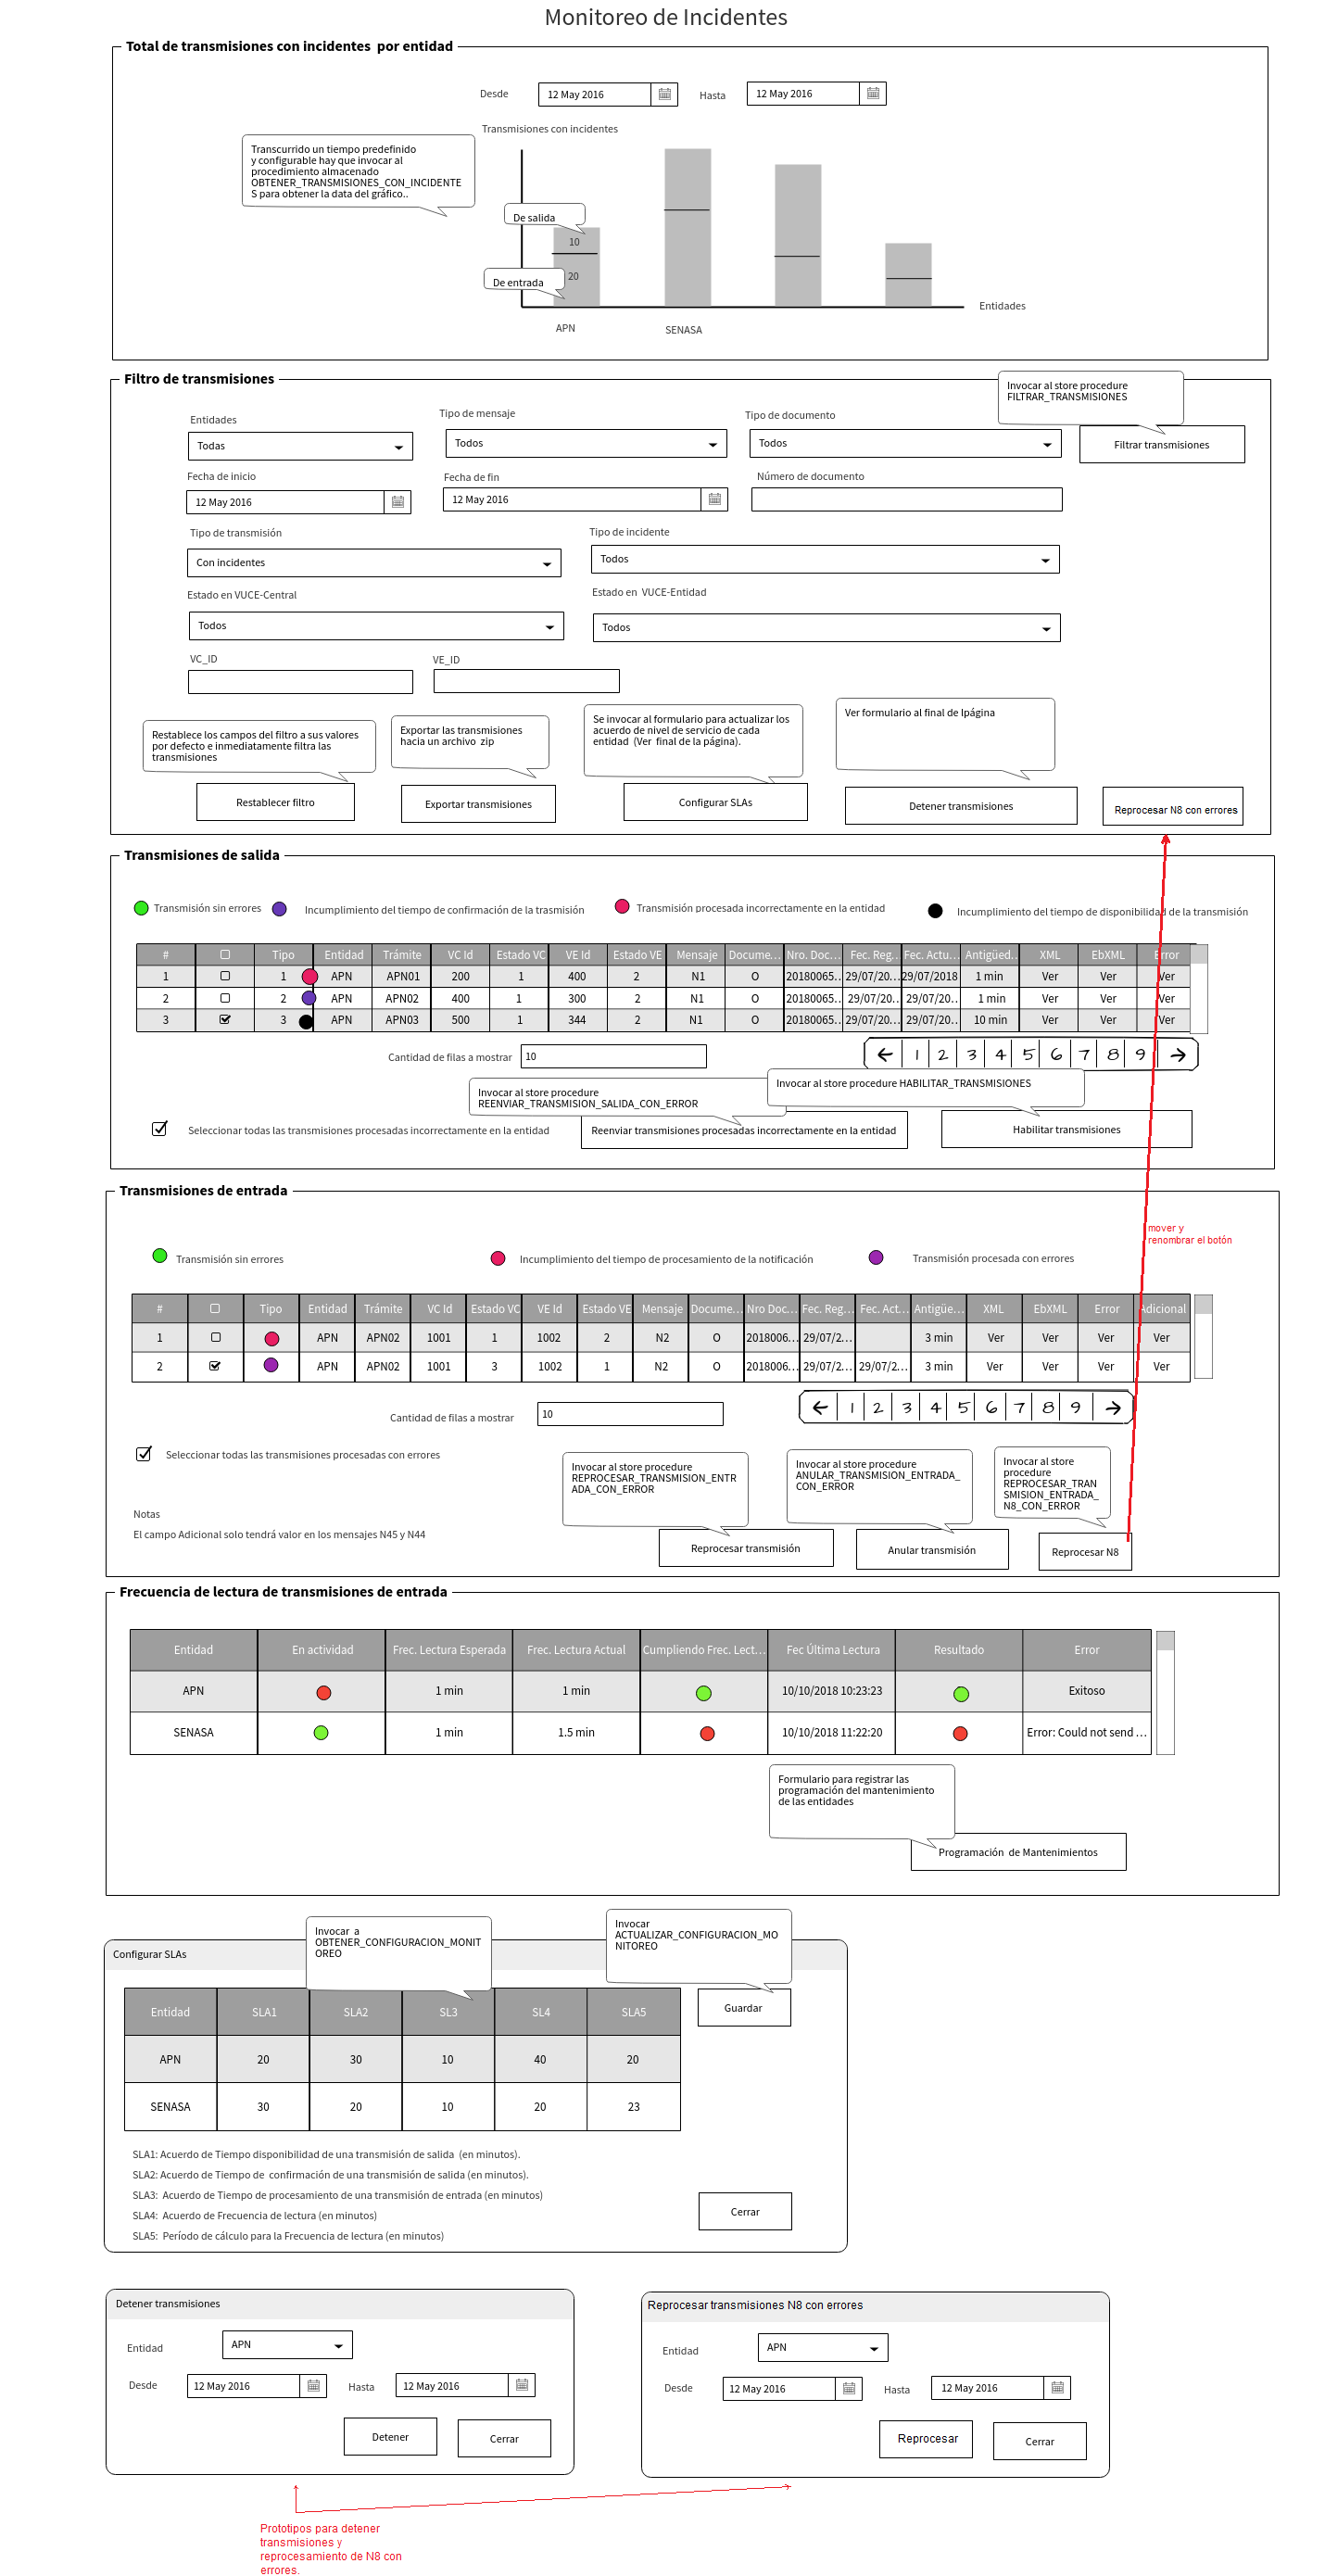 Monitoreo de Incidentes
Total de transmisiones con incidentes  por entidad
Desde
12 May 2016
Hasta
12 May 2016
Transmisiones con incidentes
Transcurrido un tiempo predefinido
y configurable hay que invocar al
procedimiento almacenado
OBTENER_TRANSMISIONES_CON_INCIDENTE
S para obtener la data del gráfico..
De salida
10
De entrada
20
Entidades
APN
SENASA
Filtro de transmisiones
Invocar al store procedure
FILTRAR_TRANSMISIONES
Entidades
Tipo de mensaje
Tipo de documento
Todas
Todos
Todos
Filtrar transmisiones
Fecha de inicio
Fecha de fin
Número de documento
12 May 2016
12 May 2016
Tipo de transmisión
Tipo de incidente
Con incidentes
Todos
Estado en VUCE-Central
Estado en  VUCE-Entidad
Todos
Todos
VC_ID
VE_ID
Restablece los campos del filtro a sus valores
por defecto e inmediatamente filtra las
transmisiones
Exportar las transmisiones
hacia un archivo  zip
Se invocar al formulario para actualizar los
acuerdo de nivel de servicio de cada
entidad  (Ver  final de la página).
Ver formulario al final de lpágina
Restablecer filtro
Exportar transmisiones
Configurar SLAs
Detener transmisiones
Reprocesar N8 con errores
Transmisiones de salida
Transmisión sin errores
Incumplimiento del tiempo de confirmación de la trasmisión
Transmisión procesada incorrectamente en la entidad
Incumplimiento del tiempo de disponibilidad de la transmisión
# Tipo Entidad Trámite VC Id Estado VC VE Id Estado VE Mensaje Docume... Nro. Doc... Fec. Reg... Fec. Actu... Antigüed... XML EbXML Error
1 1 APN APN01 200 1 400 2 N1 O 20180065... 29/07/20... 29/07/2018 1 min Ver Ver Ver
2 2 APN APN02 400 1 300 2 N1 O 20180065... 29/07/20... 29/07/20... 1 min Ver Ver Ver
3 3 APN APN03 500 1 344 2 N1 O 20180065... 29/07/20... 29/07/20... 10 min Ver Ver Ver
Cantidad de filas a mostrar
10
1 2 3 4 5 6 7 8 9
Invocar al store procedure
REENVIAR_TRANSMISION_SALIDA_CON_ERROR
Invocar al store procedure HABILITAR_TRANSMISIONES
Seleccionar todas las transmisiones procesadas incorrectamente en la entidad
Reenviar transmisiones procesadas incorrectamente en la entidad
Habilitar transmisiones
Transmisiones de entrada
mover y
renombrar el botón
Transmisión sin errores
Incumplimiento del tiempo de procesamiento de la notificación
Transmisión procesada con errores
# Tipo Entidad Trámite VC Id Estado VC VE Id Estado VE Mensaje Docume... Nro Doc... Fec. Reg... Fec. Act... Antigüe... XML EbXML Error Adicional
1 APN APN02 1001 1 1002 2 N2 O 2018006... 29/07/2... 3 min Ver Ver Ver Ver
2 APN APN02 1001 3 1002 1 N2 O 2018006... 29/07/2... 29/07/2... 3 min Ver Ver Ver Ver
Cantidad de filas a mostrar
10
1 2 3 4 5 6 7 8 9
Seleccionar todas las transmisiones procesadas con errores
Invocar al store procedure
REPROCESAR_TRANSMISION_ENTR
ADA_CON_ERROR
Invocar al store procedure
ANULAR_TRANSMISION_ENTRADA_
CON_ERROR
Invocar al store
procedure
REPROCESAR_TRAN
SMISION_ENTRADA_
N8_CON_ERROR
Notas
El campo Adicional solo tendrá valor en los mensajes N45 y N44
Reprocesar transmisión
Anular transmisión
Reprocesar N8
Frecuencia de lectura de transmisiones de entrada
Entidad En actividad Frec. Lectura Esperada Frec. Lectura Actual Cumpliendo Frec. Lect... Fec Última Lectura Resultado Error
APN 1 min 1 min 10/10/2018 10:23:23 Exitoso
SENASA 1 min 1.5 min 10/10/2018 11:22:20 Error: Could not send ...
Formulario para registrar las
programación del mantenimiento
de las entidades
Programación  de Mantenimientos
Configurar SLAs
Invocar  a
OBTENER_CONFIGURACION_MONIT
OREO
Invocar
ACTUALIZAR_CONFIGURACION_MO
NITOREO
Entidad SLA1 SLA2 SL3 SL4 SLA5
APN 20 30 10 40 20
SENASA 30 20 10 20 23
Guardar
SLA1: Acuerdo de Tiempo disponibilidad de una transmisión de salida  (en minutos).
SLA2: Acuerdo de Tiempo de  confirmación de una transmisión de salida (en minutos).
SLA3:  Acuerdo de Tiempo de procesamiento de una transmisión de entrada (en minutos)
SLA4:  Acuerdo de Frecuencia de lectura (en minutos)
SLA5:  Período de cálculo para la Frecuencia de lectura (en minutos)
Cerrar
Detener transmisiones
Entidad
APN
Desde
12 May 2016
Hasta
12 May 2016
Detener
Cerrar
Reprocesar transmisiones N8 con errores
Entidad
APN
Desde
12 May 2016
Hasta
12 May 2016
Reprocesar
Cerrar
Prototipos para detener
transmisiones y
reprocesamiento de N8 con
errores.